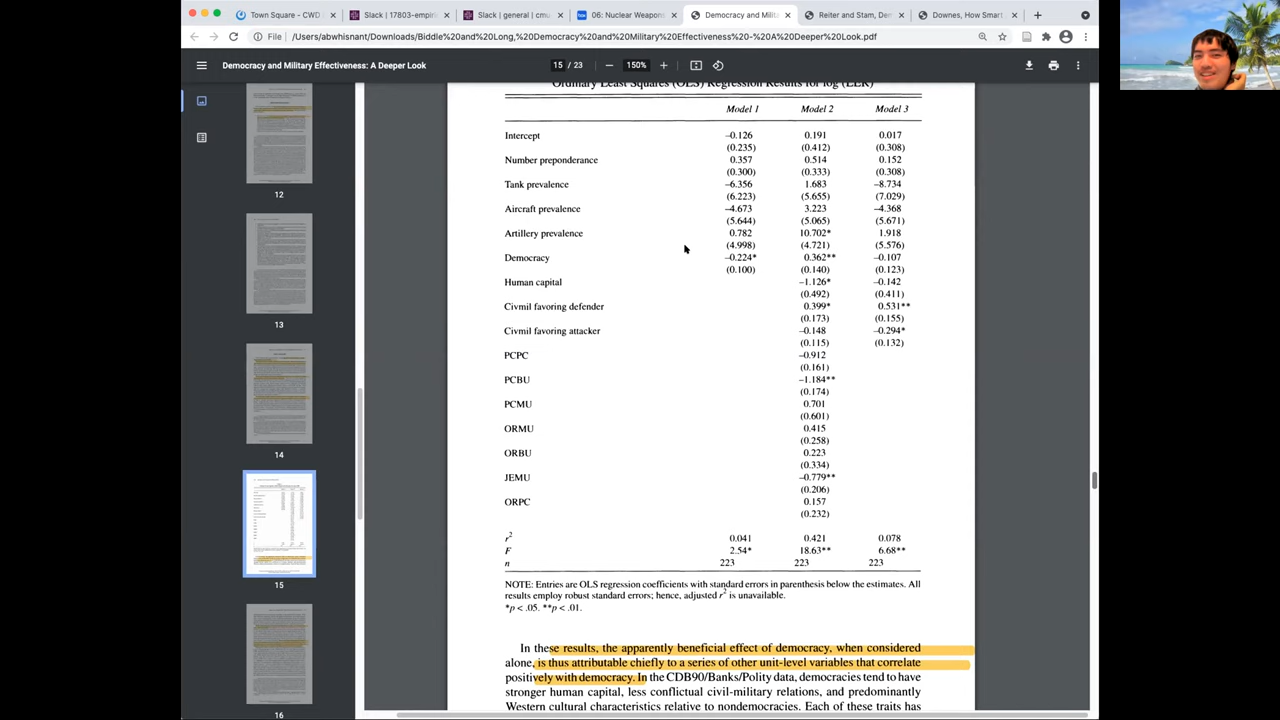 Town Square - CWD
Slack | 17803-empiri
Slack | general | cmu
06: Nuclear Weapons
Democracy and Milita
Reiter and Stam, Dem
Downes, How Smart
File
/Users/abwhisnant/Downloads/Biddle%20and%20Long,%20Democracy%20and%20Military%20Effectiveness%20-%20A%20Deeper%20Look.pdf
Democracy and Military Effectiveness: A Deeper Look
15 / 23
150%
12
13
14
15
16
Ordinary Least Squares (OLS) Regression Results for log (LER)
Model 1 Model 2 Model 3
Intercept –0.126 0.191 0.017
(0.235) (0.412) (0.308)
Number preponderance 0.357 0.514 0.152
(0.300) (0.333) (0.308)
Tank prevalence –6.356 1.683 –8.734
(6.223) (5.655) (7.029)
Aircraft prevalence –4.673 3.223 –4.368
(5.644) (5.065) (5.671)
Artillery prevalence 0.782 10.702* 1.918
(4.998) (4.721) (5.576)
Democracy –0.224* 0.362** –0.107
(0.100) (0.140) (0.123)
Human capital –1.126* –0.142
(0.492) (0.411)
Civmil favoring defender 0.399* 0.531**
(0.173) (0.155)
Civmil favoring attacker –0.148 –0.294*
(0.115) (0.132)
PCPC –0.912
(0.161)
PCBU –1.184**
(0.174)
PCMU 0.701
(0.601)
ORMU 0.415
(0.258)
ORBU 0.223
(0.334)
JEMU –0.779**
(0.206)
ORPC 0.157
(0.232)
r² 0.041 0.421 0.078
F 2.54* 18.63** 6.68**
n 223 223 223
NOTE: Entries are OLS regression coefficients with standard errors in parenthesis below the estimates. All
results employ robust standard errors; hence, adjusted r² is unavailable.
*p < .05. **p < .01.
In these results, the apparently beneficial effect of democracy, when considered
alone, is thus attributable chiefly to a series of other unit-level variables that correlate
positively with democracy. In the CDB90/Banks/Polity data, democracies tend to have
stronger human capital, less conflictual civil-military relations, and predominantly
Western cultural characteristics relative to nondemocracies. Each of these traits has